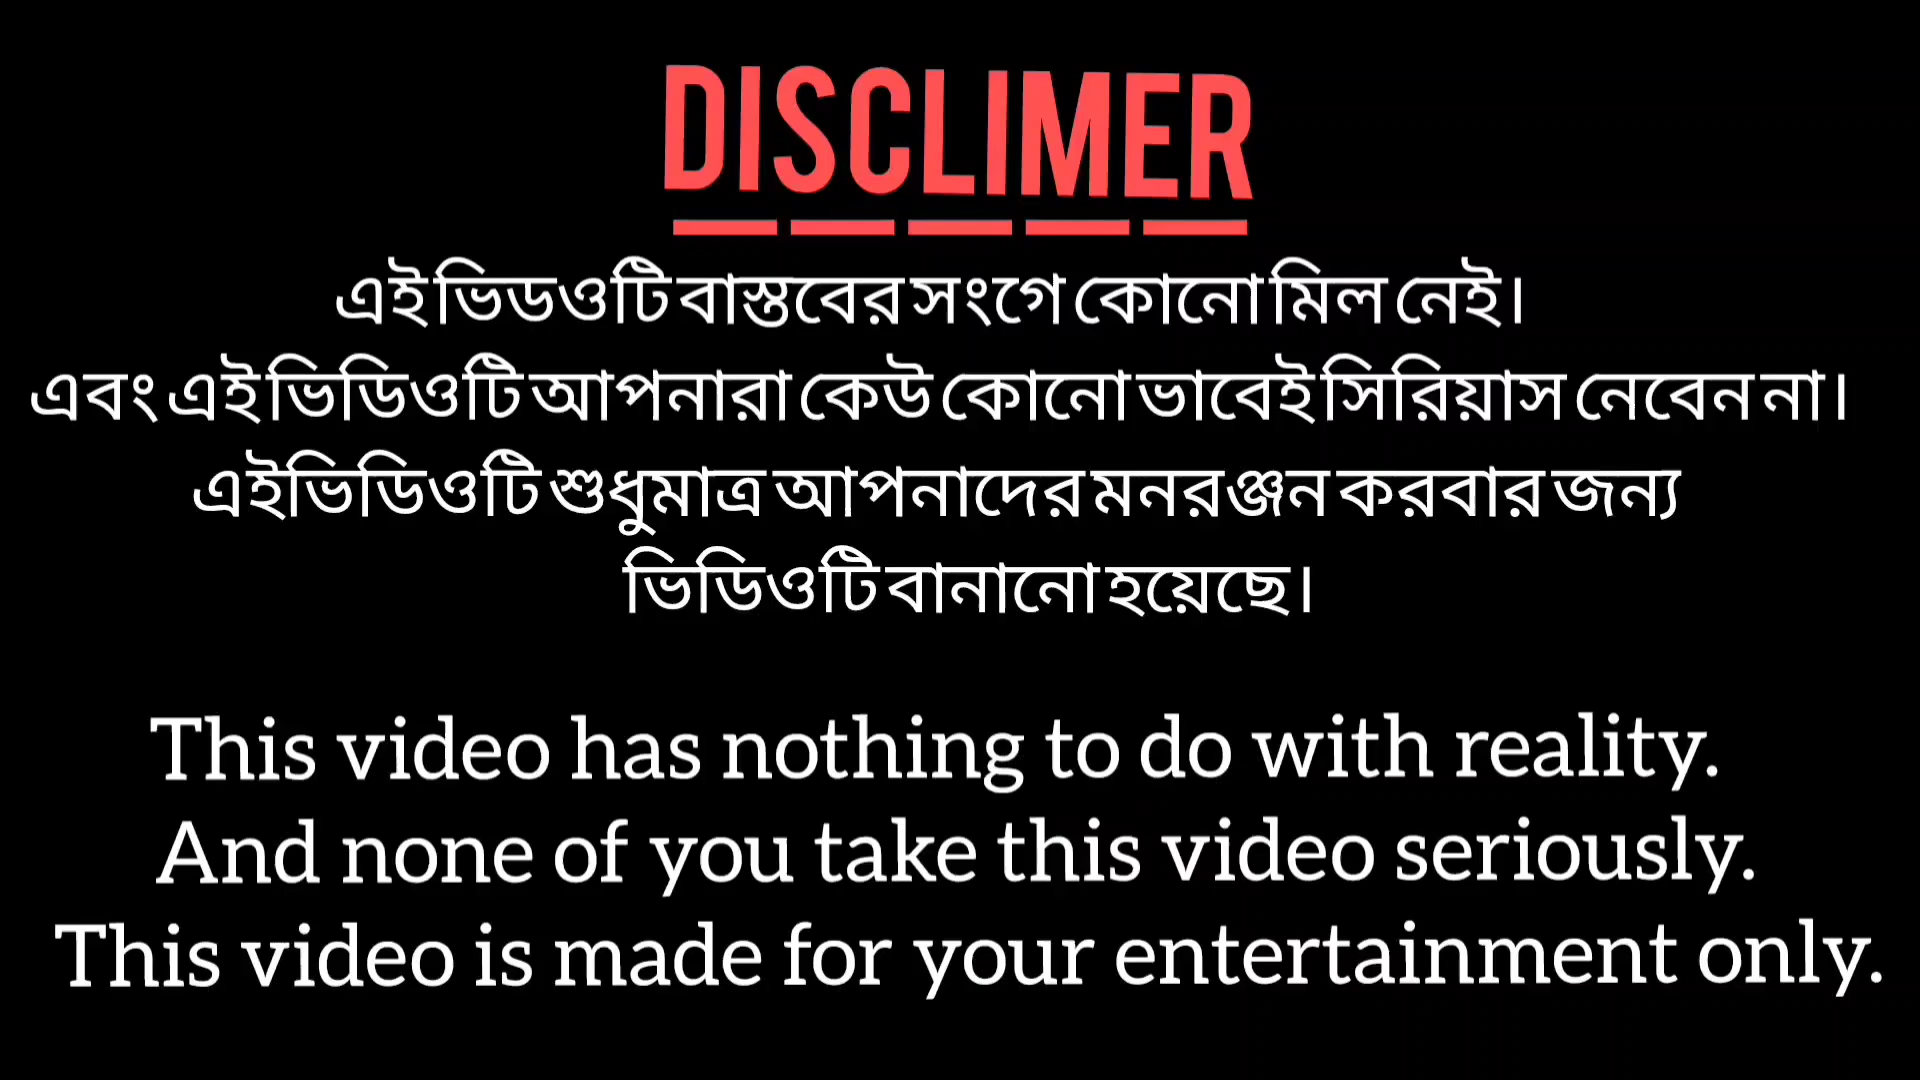 DISCLIMER
এই ভিডওটি বাস্তবের সংগে কোনো মিল নেই।
এবং এই ভিডিওটি আপনারা কেউ কোনো ভাবেই সিরিয়াস নেবেন না।
এইভিডিওটি শুধুমাত্র আপনাদের মনরঞ্জন করবার জন্য
ভিডিওটি বানানো হয়েছে।
This video has nothing to do with reality.
And none of you take this video seriously.
This video is made for your entertainment only.